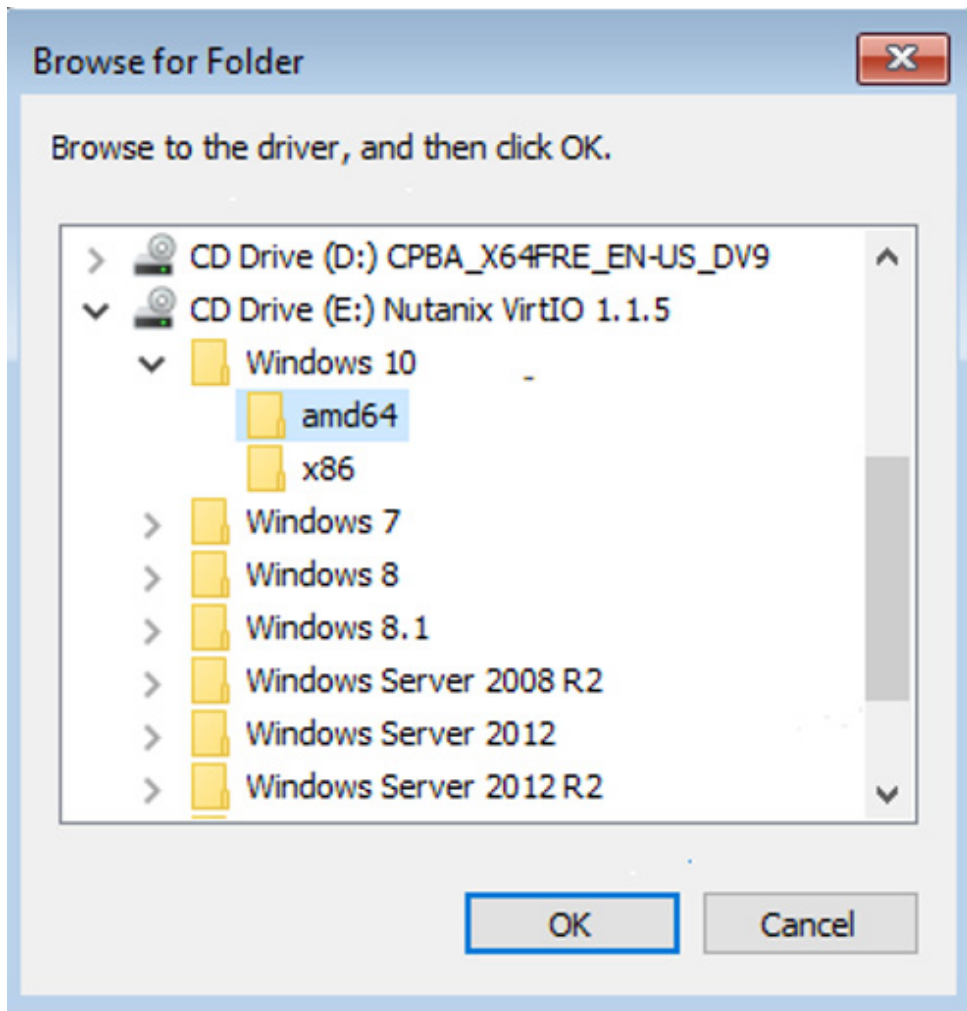 Browse for Folder
Browse to the driver, and then click OK.
CD Drive (D:) CPBA_X64FRE_EN-US_DV9
CD Drive (E:) Nutanix VirtIO 1.1.5
Windows 10
amd64
x86
Windows 7
Windows 8
Windows 8.1
Windows Server 2008 R2
Windows Server 2012
Windows Server 2012 R2
OK Cancel